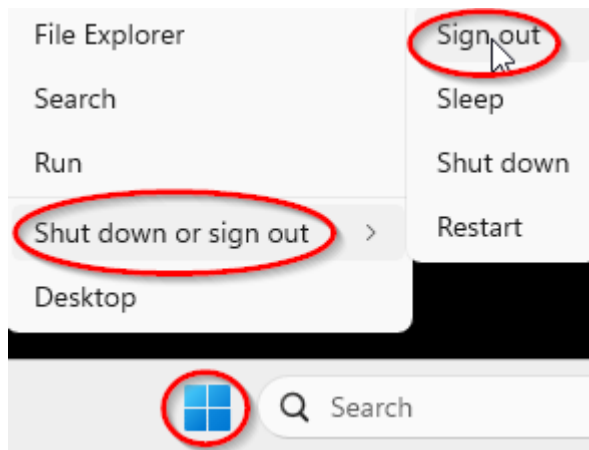 File Explorer
Search
Run
Shut down or sign out
Desktop
Sign out
Sleep
Shut down
Restart
Search